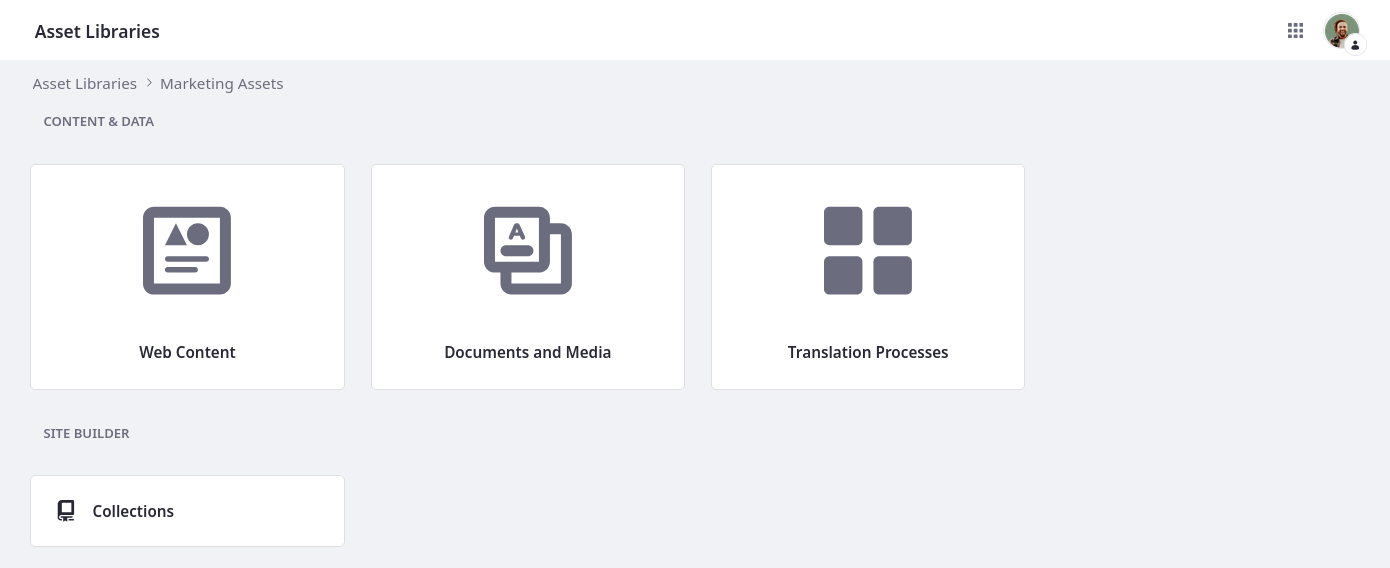 Asset Libraries
Asset Libraries > Marketing Assets
CONTENT & DATA
Web Content
Documents and Media
Translation Processes
SITE BUILDER
Collections